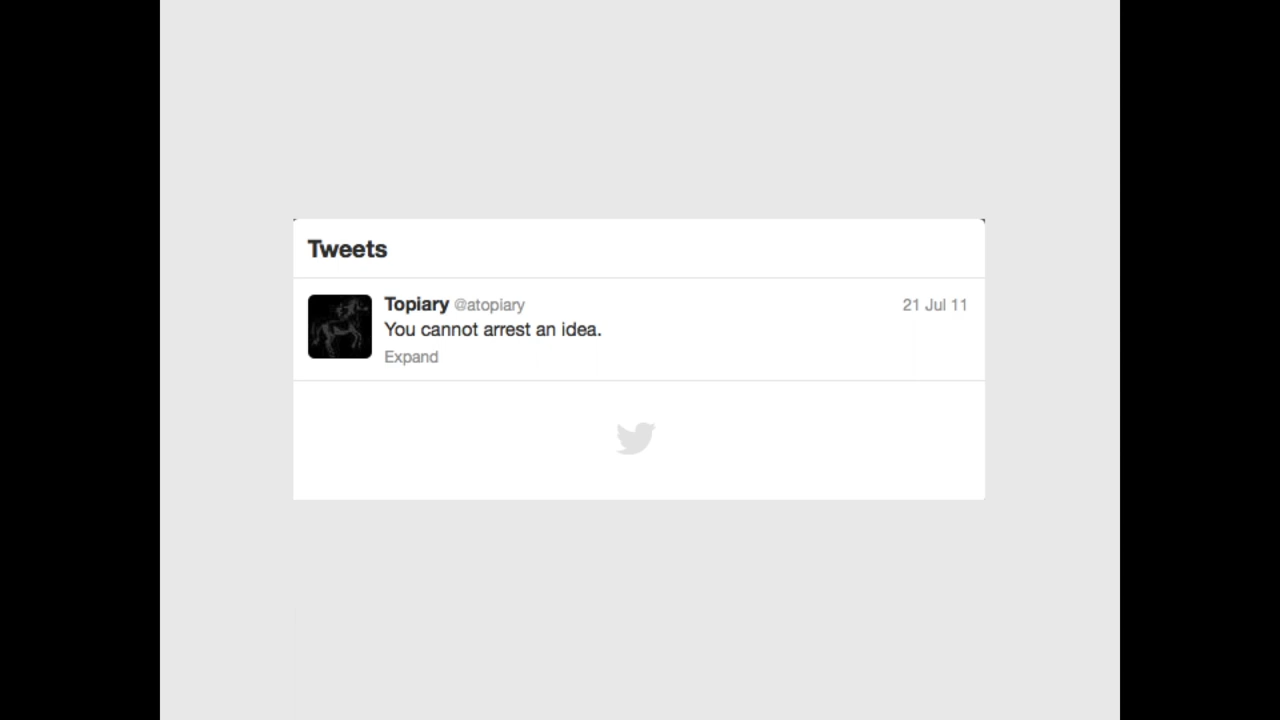 Tweets
Topiary @atopiary 21 Jul 11
You cannot arrest an idea.
Expand